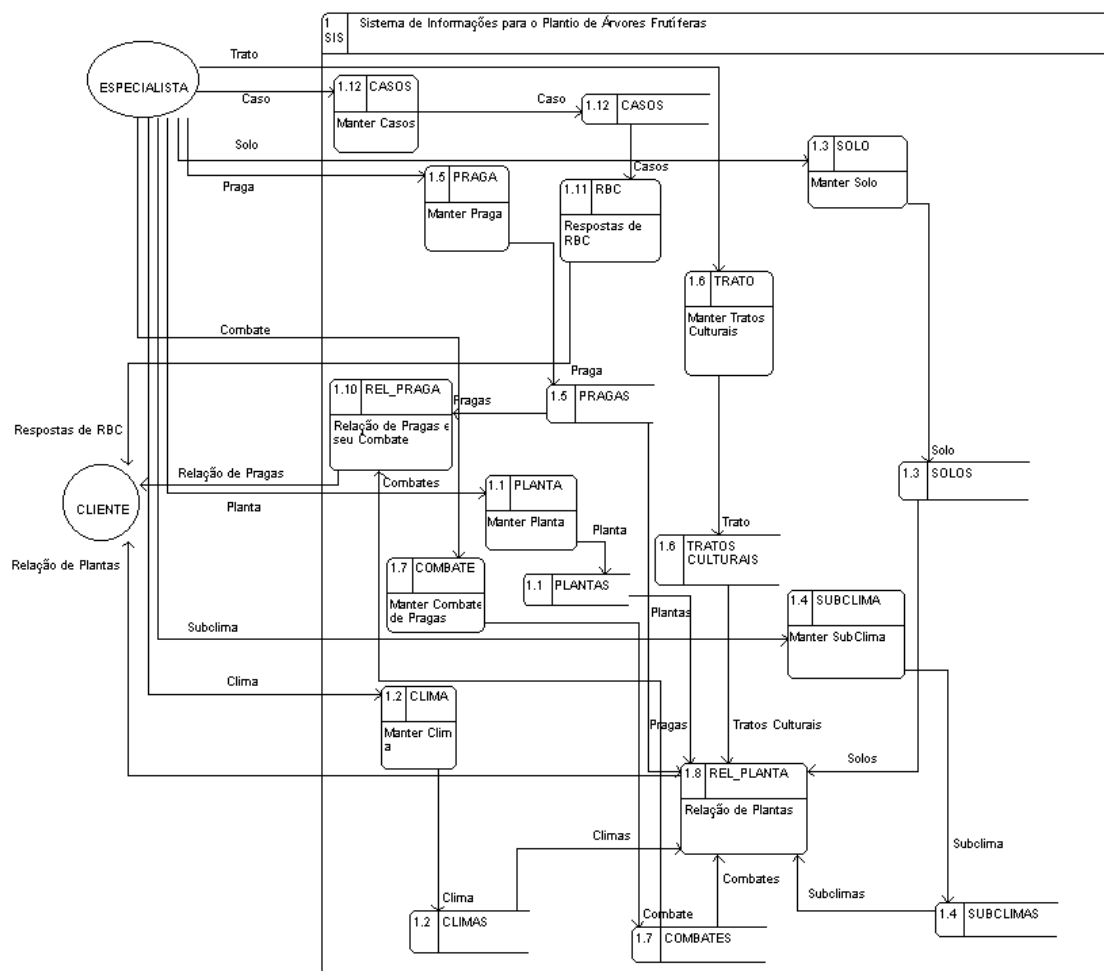 1
SIS
Sistema de Informações para o Plantio de Árvores Frutíferas
ESPECIALISTA
Trato
Caso
1.12 CASOS
Manter Casos
Caso
1.12 CASOS
Solo
Praga
1.5 PRAGA
Manter Praga
Casos
1.11 RBC
Respostas de
RBC
1.3 SOLO
Manter Solo
1.6 TRATO
Manter Tratos
Culturais
Combate
Praga
1.10 REL_PRAGA
Relação de Pragas e
seu Combate
Pragas
1.5 PRAGAS
Respostas de RBC
Relação de Pragas
Combates
Solo
1.3 SOLOS
CLIENTE
Planta
1.1 PLANTA
Manter Planta
Planta
Trato
1.6 TRATOS
CULTURAIS
Relação de Plantas
1.7 COMBATE
Manter Combate
de Pragas
1.1 PLANTAS
Plantas
1.4 SUBCLIMA
Manter SubClima
Subclima
Clima
1.2 CLIMA
Manter Clim
a
Pragas
Tratos Culturais
Solos
1.8 REL_PLANTA
Relação de Plantas
Climas
Subclima
Combates
Subclimas
Clima
1.2 CLIMAS
Combate
1.7 COMBATES
1.4 SUBCLIMAS